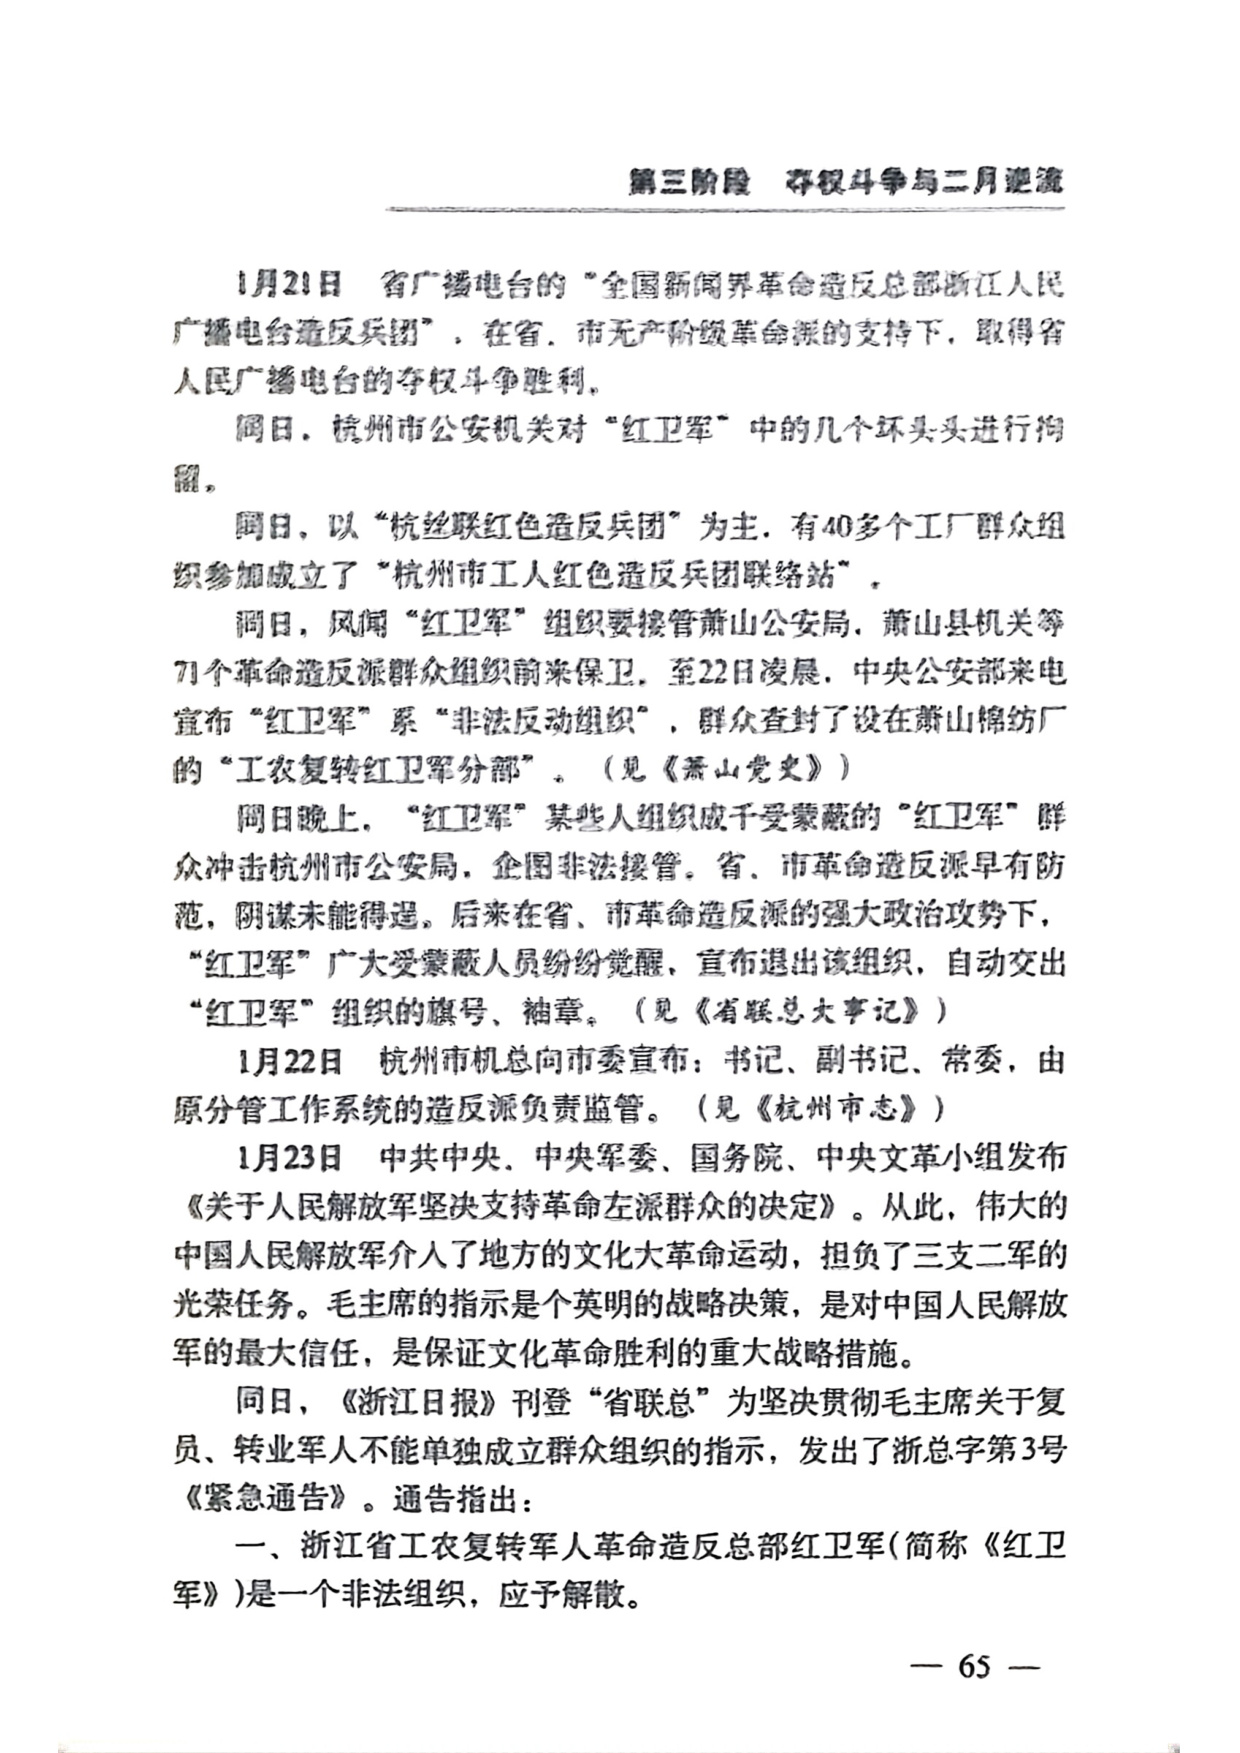 第三阶段　夺权斗争与二月逆流
1月21日　省广播电台的“全国新闻界革命造反总部浙江人民
广播电台造反兵团”，在省、市无产阶级革命派的支持下，取得省
人民广播电台的夺权斗争胜利。
同日，杭州市公安机关对“红卫军”中的几个坏头头进行拘
留。
同日，以“杭丝联红色造反兵团”为主，有40多个工厂群众组
织参加成立了“杭州市工人红色造反兵团联络站”。
同日，风闻“红卫军”组织要接管萧山公安局，萧山县机关等
71个革命造反派群众组织前来保卫，至22日凌晨，中央公安部来电
宣布“红卫军”系“非法反动组织”，群众查封了设在萧山棉纺厂
的“工农复转红卫军分部”。（见《萧山党史》）
同日晚上，“红卫军”某些人组织成千受蒙蔽的“红卫军”群
众冲击杭州市公安局，企图非法接管。省、市革命造反派早有防
范，阴谋未能得逞。后来在省、市革命造反派的强大政治攻势下，
“红卫军”广大受蒙蔽人员纷纷觉醒，宣布退出该组织，自动交出
“红卫军”组织的旗号、袖章。（见《省联总大事记》）
1月22日　杭州市机总向市委宣布：书记、副书记、常委，由
原分管工作系统的造反派负责监管。（见《杭州市志》）
1月23日　中共中央、中央军委、国务院、中央文革小组发布
《关于人民解放军坚决支持革命左派群众的决定》。从此，伟大的
中国人民解放军介入了地方的文化大革命运动，担负了三支二军的
光荣任务。毛主席的指示是个英明的战略决策，是对中国人民解放
军的最大信任，是保证文化革命胜利的重大战略措施。
同日，《浙江日报》刊登“省联总”为坚决贯彻毛主席关于复
员、转业军人不能单独成立群众组织的指示，发出了浙总字第3号
《紧急通告》。通告指出：
一、浙江省工农复转军人革命造反总部红卫军(简称《红卫
军》)是一个非法组织，应予解散。
— 65 —